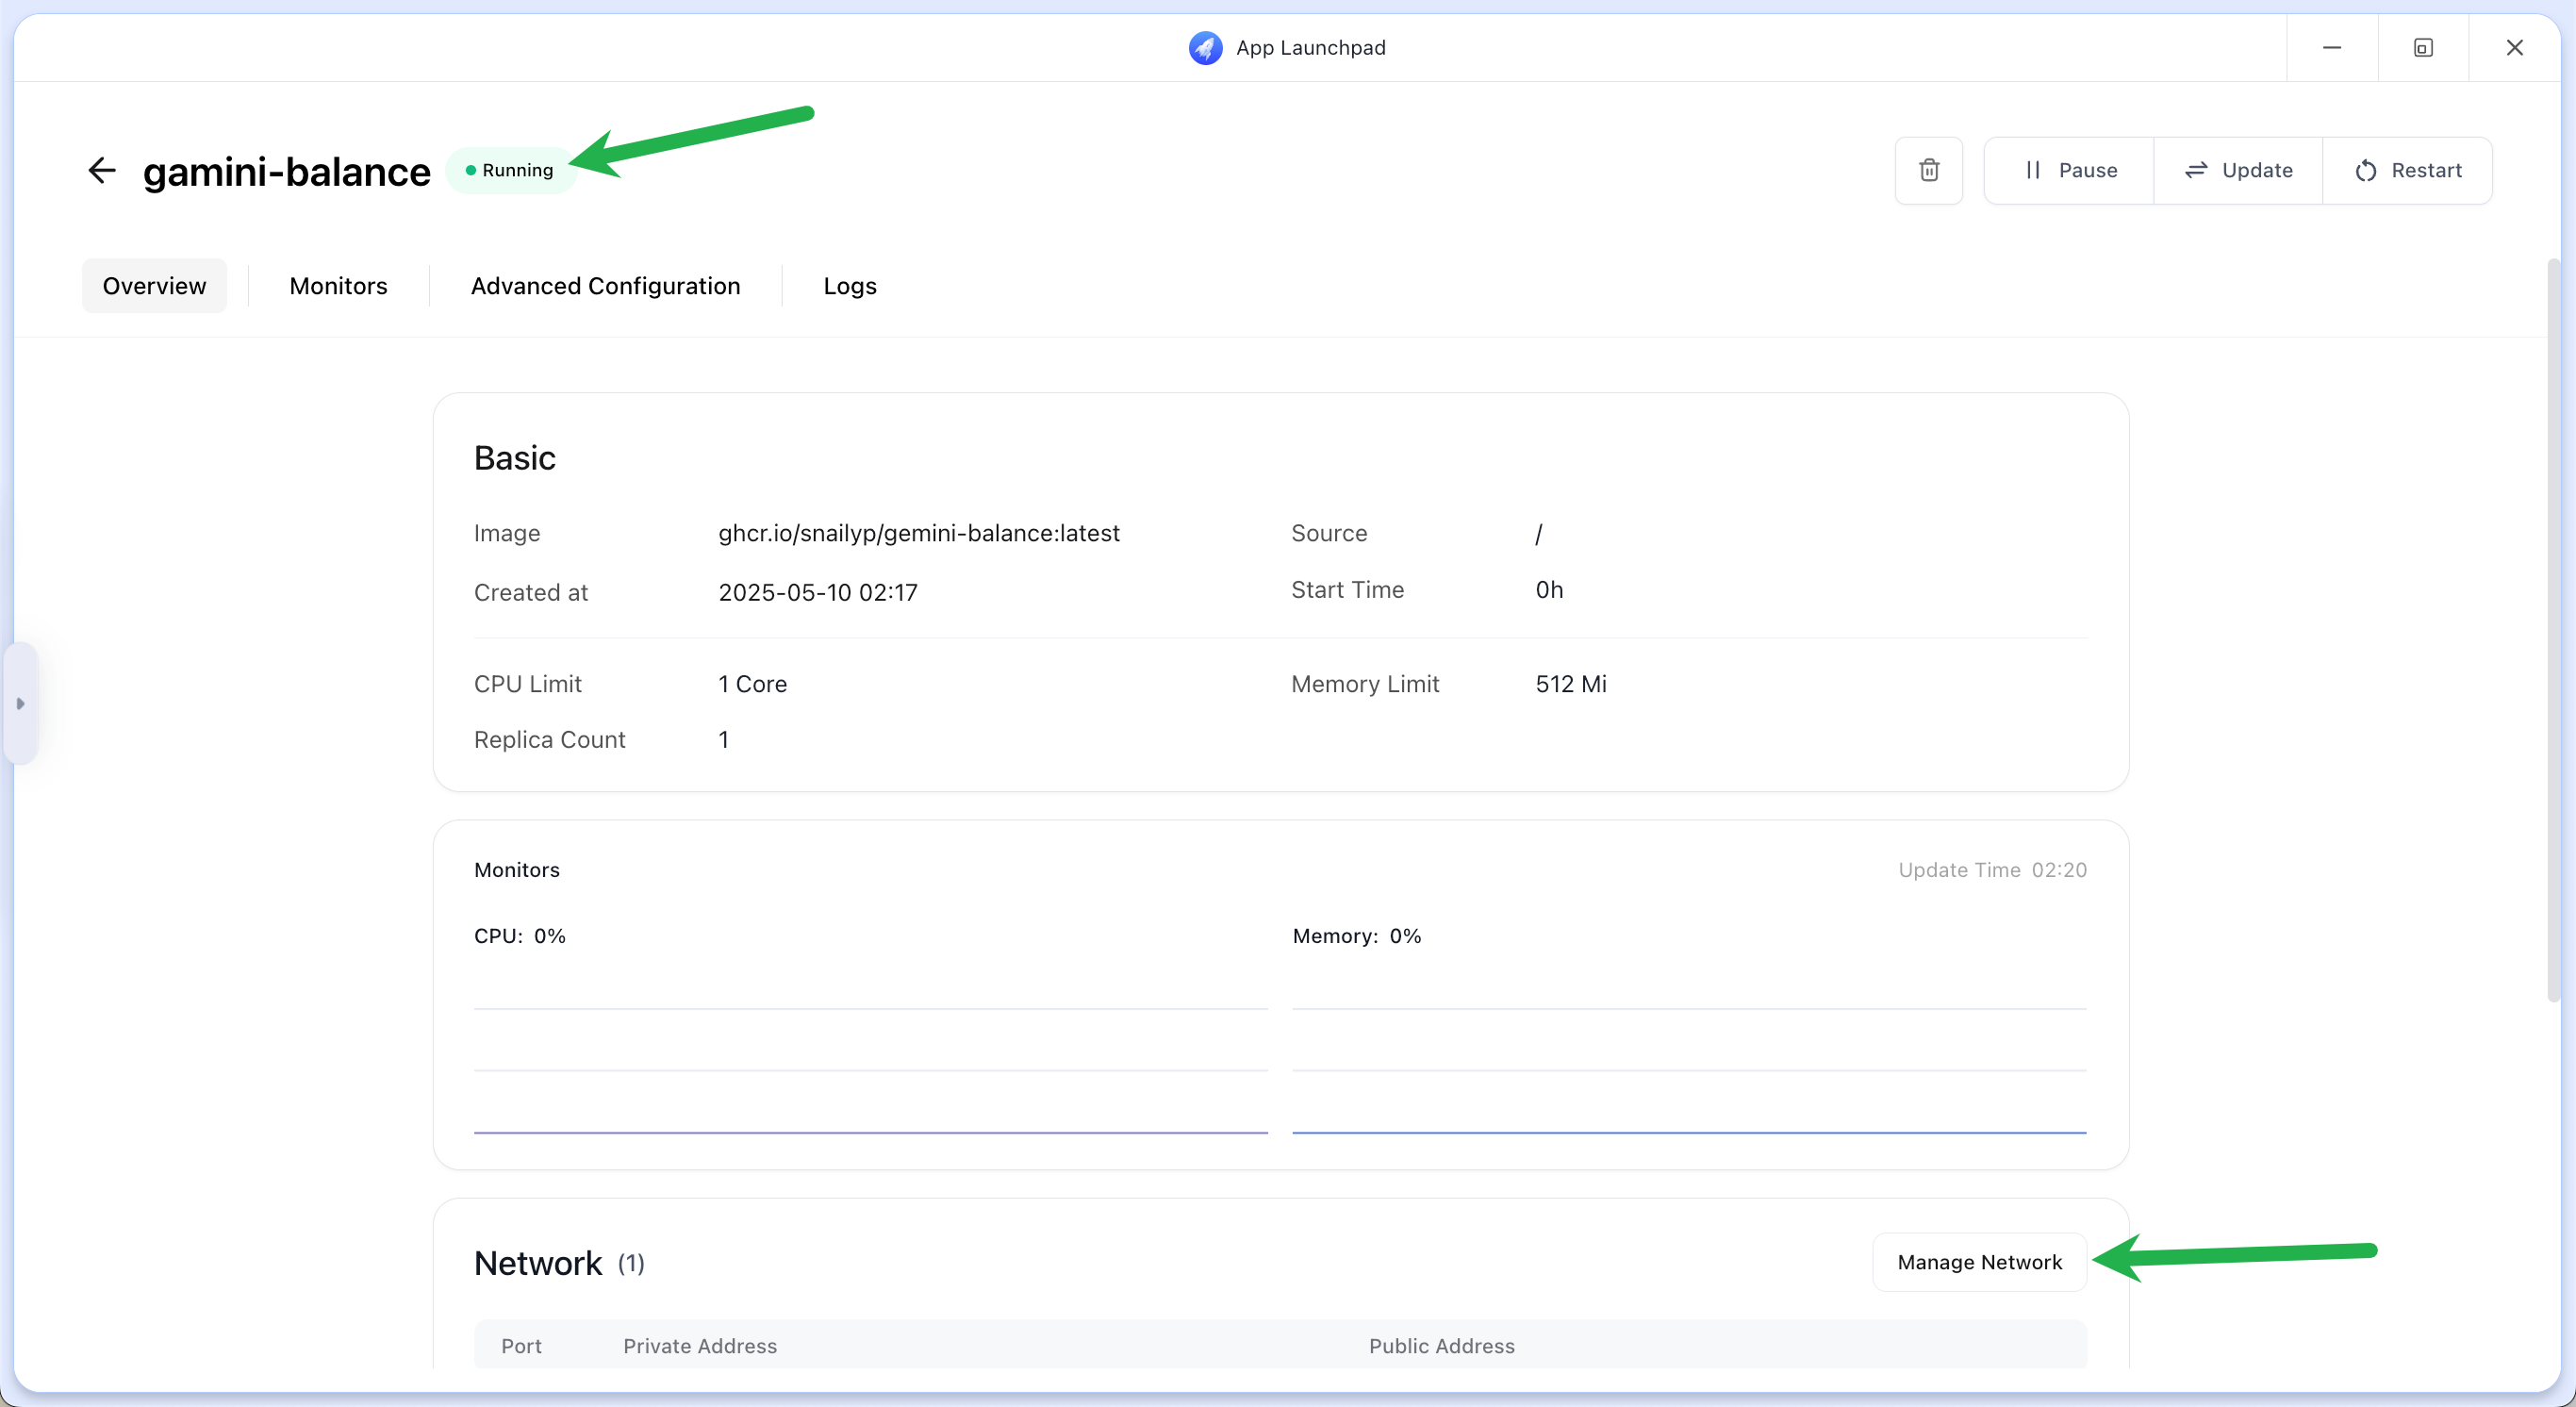 App Launchpad
gamini-balance
Running
Pause
Update
Restart
Overview
Monitors
Advanced Configuration
Logs
Basic
Image
ghcr.io/snailyp/gemini-balance:latest
Source
/
Created at
2025-05-10 02:17
Start Time
0h
CPU Limit
1 Core
Memory Limit
512 Mi
Replica Count
1
Monitors
Update Time 02:20
CPU: 0%
Memory: 0%
Network (1)
Manage Network
Port
Private Address
Public Address